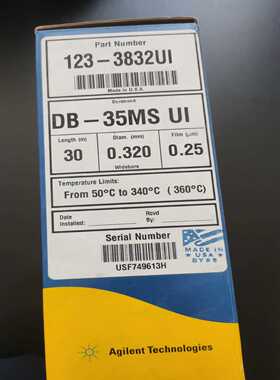 Part Number
123-3832UI
Made in U.S.A.
Durabond
DB-35MS UI
Length (m) Diam. (mm) Film (µm)
30 0.320 0.25
Widebore
Temperature Limits:
From 50°C to 340°C ( 360°C)
Date Installed: Rcvd By:
Serial Number
USF749613H
MADE IN USA
Agilent Technologies